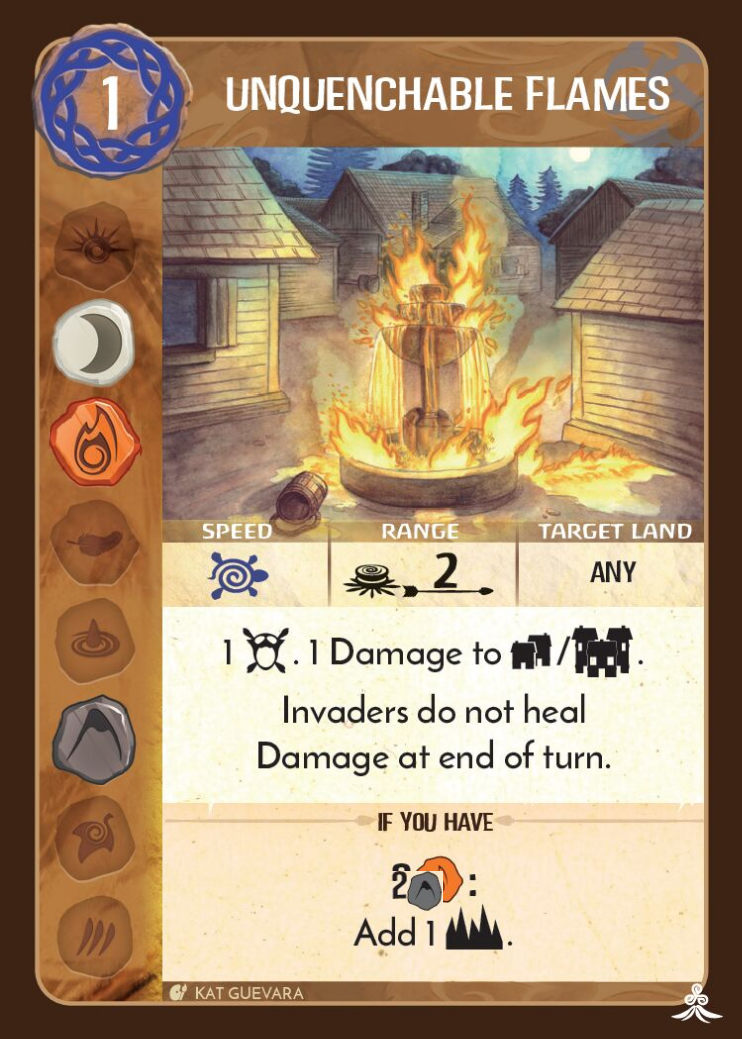 1
UNQUENCHABLE FLAMES
SPEED RANGE TARGET LAND
2 ANY
1 . 1 Damage to / .
Invaders do not heal
Damage at end of turn.
IF YOU HAVE
2 :
Add 1 .
KAT GUEVARA